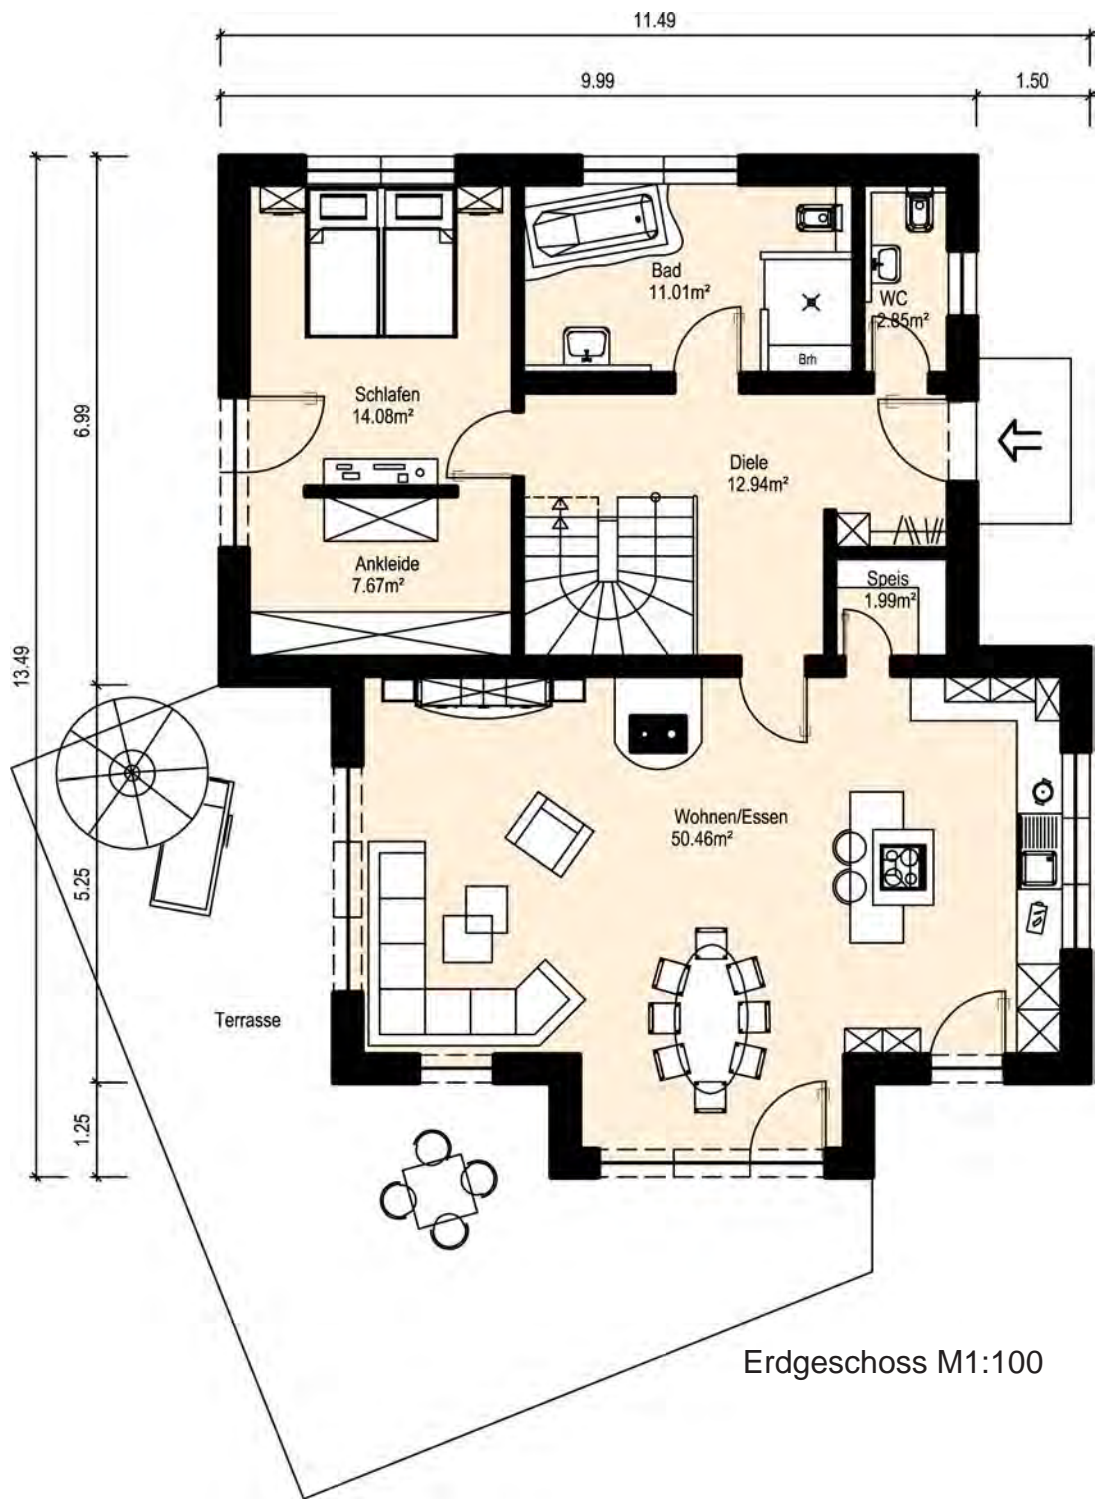 11.49
9.99
1.50
Bad
11.01m²
WC
2.85m²
Brh
Schlafen
14.08m²
6.99
Diele
12.94m²
Ankleide
7.67m²
Speis
1.99m²
13.49
Wohnen/Essen
50.46m²
5.25
Terrasse
1.25
Erdgeschoss M1:100